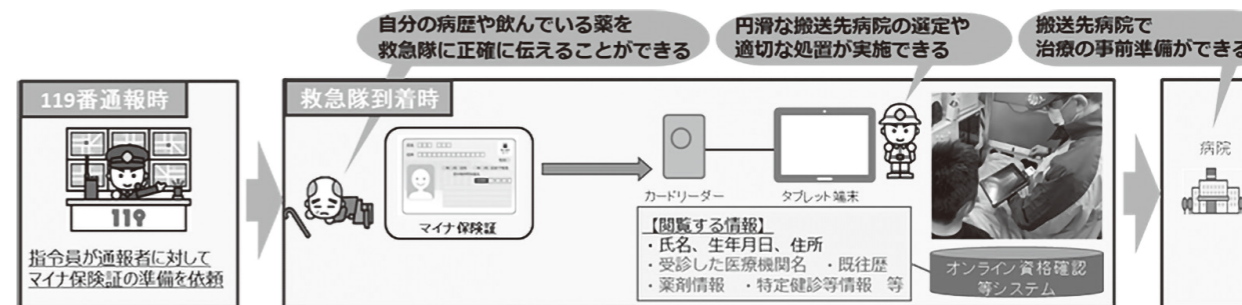 自分の病歴や飲んでいる薬を
救急隊に正確に伝えることができる
円滑な搬送先病院の選定や
適切な処置が実施できる
搬送先病院で
治療の事前準備ができる
119番通報時
119
指令員が通報者に対して
マイナ保険証の準備を依頼
救急隊到着時
マイナ保険証
カードリーダー
タブレット端末
【閲覧する情報】
・氏名、生年月日、住所
・受診した医療機関名 ・既往歴
・薬剤情報 ・特定健診等情報 等
オンライン資格確認
等システム
病院